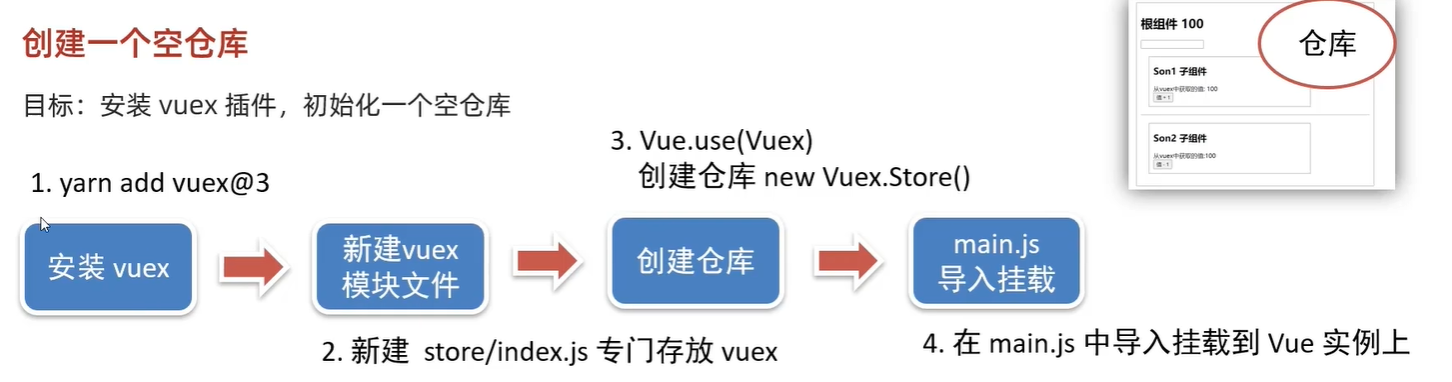 创建一个空仓库
目标：安装 vuex 插件，初始化一个空仓库
1. yarn add vuex@3
安装 vuex
新建vuex
模块文件
2. 新建 store/index.js 专门存放 vuex
3. Vue.use(Vuex)
创建仓库 new Vuex.Store()
创建仓库
main.js
导入挂载
4. 在 main.js 中导入挂载到 Vue 实例上
根组件 100
仓库
Son1 子组件
从vuex中获取的值: 100
值 + 1
Son2 子组件
从vuex中获取的值:100
值 - 1